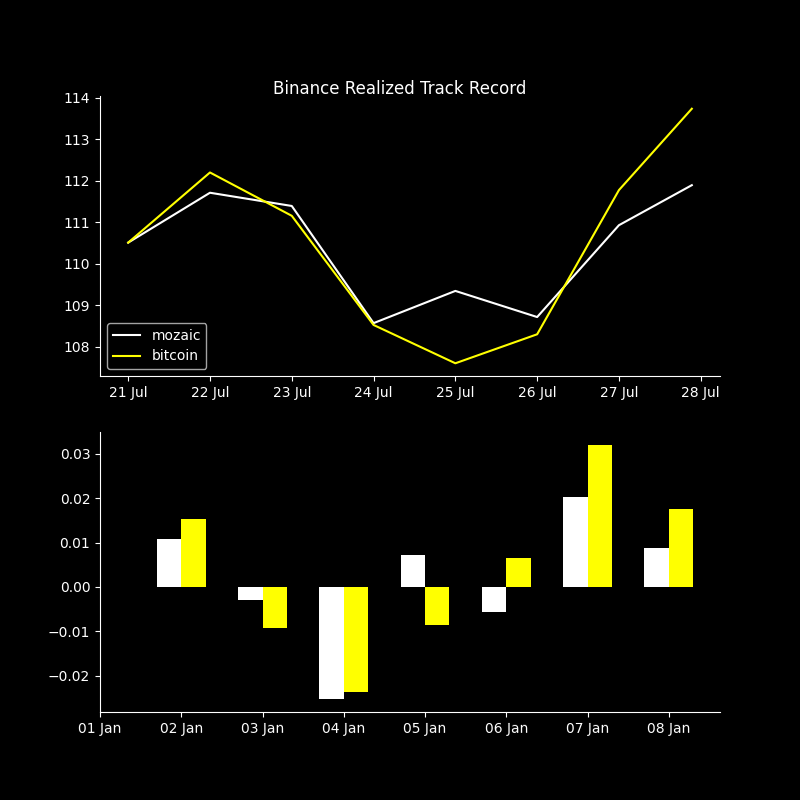 Binance Realized Track Record
114
113
112
111
110
109
108
mozaic
bitcoin
21 Jul 22 Jul 23 Jul 24 Jul 25 Jul 26 Jul 27 Jul 28 Jul
0.03
0.02
0.01
0.00
−0.01
−0.02
01 Jan 02 Jan 03 Jan 04 Jan 05 Jan 06 Jan 07 Jan 08 Jan